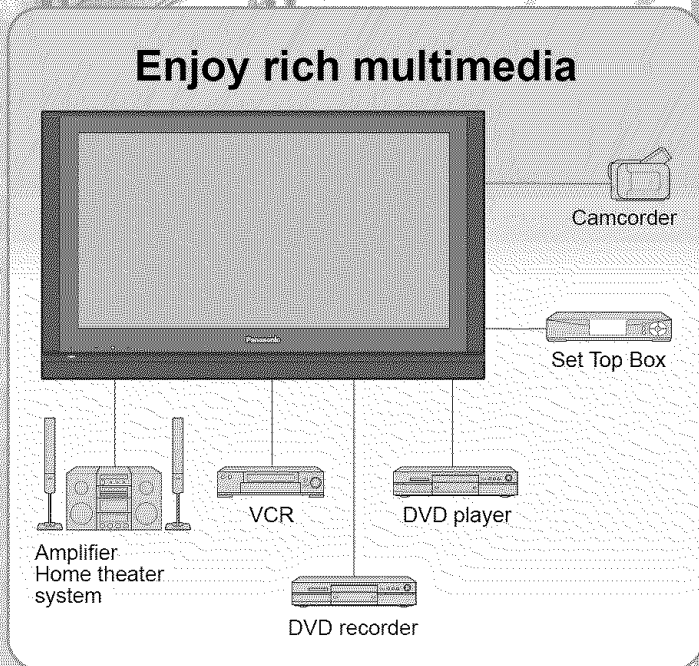 Enjoy rich multimedia
Panasonic
Camcorder
Set Top Box
VCR
DVD player
Amplifier
Home theater
system
DVD recorder